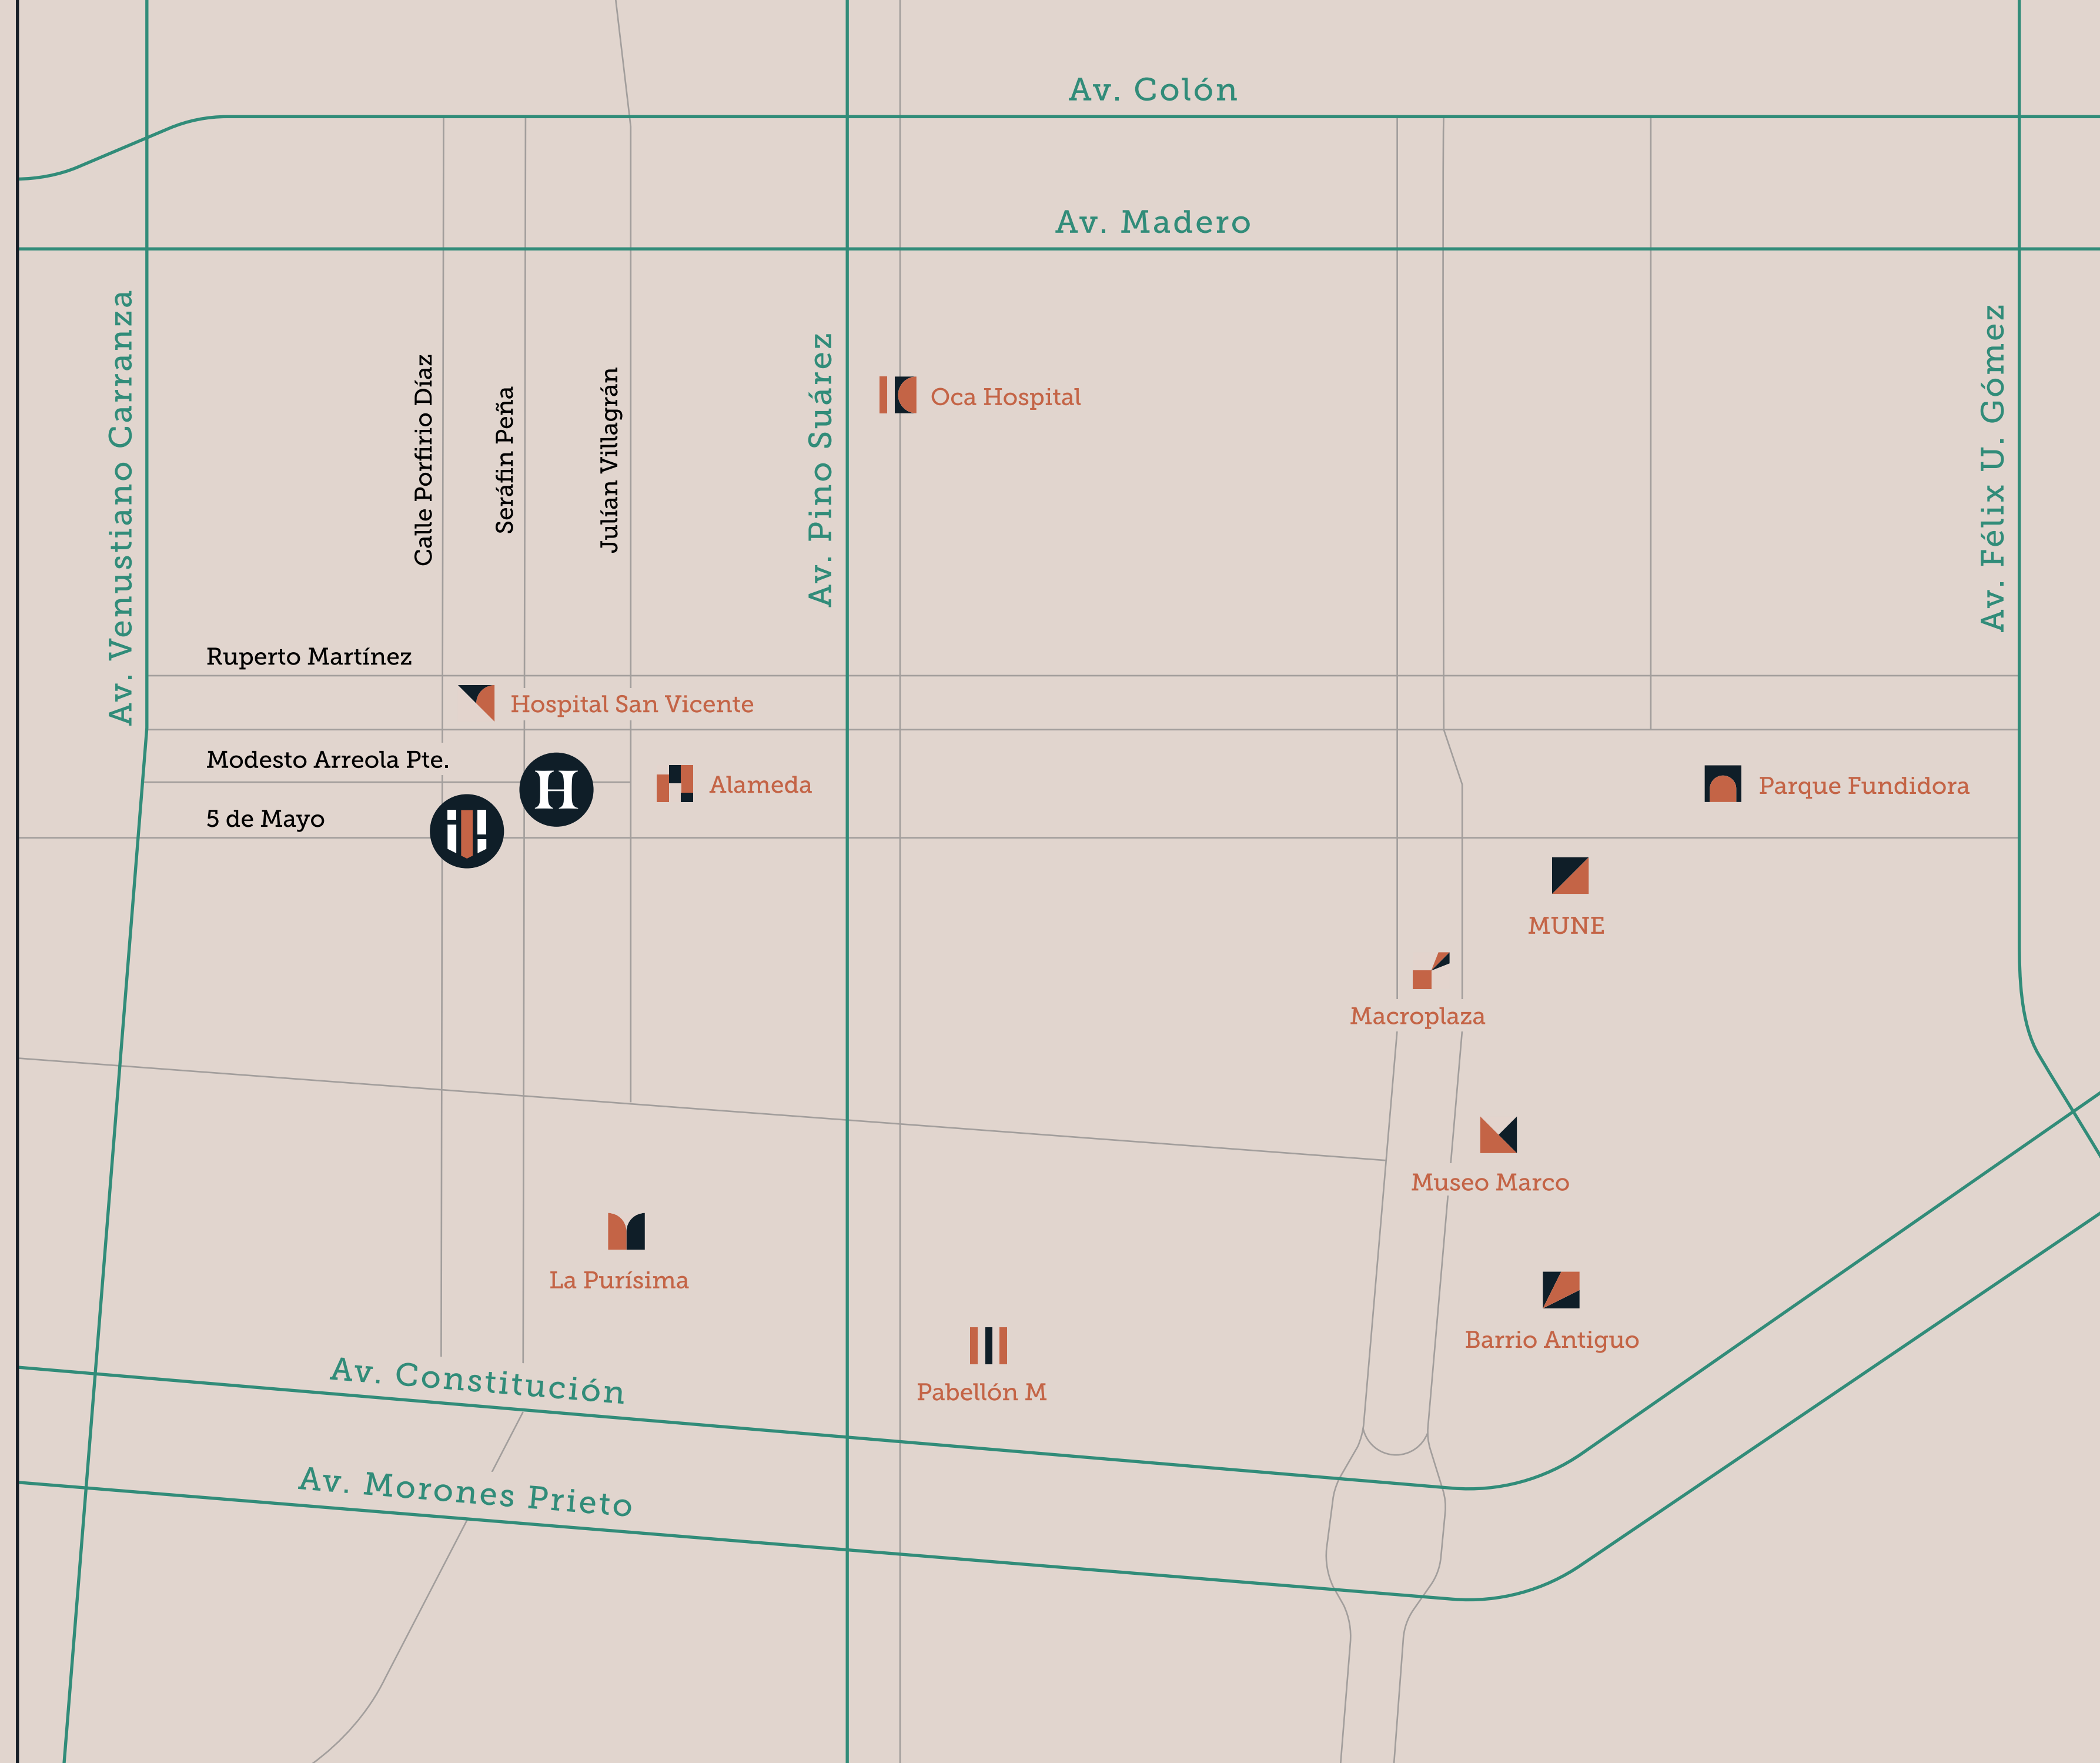 Av. Colón
Av. Madero
Av. Venustiano Carranza
Calle Porfirio Díaz
Seráfin Peña
Julían Villagrán
Av. Pino Suárez
Oca Hospital
Av. Félix U. Gómez
Ruperto Martínez
Hospital San Vicente
Modesto Arreola Pte.
H
Alameda
Parque Fundidora
5 de Mayo
MUNE
Macroplaza
Museo Marco
La Purísima
Barrio Antiguo
Av. Constitución
Pabellón M
Av. Morones Prieto